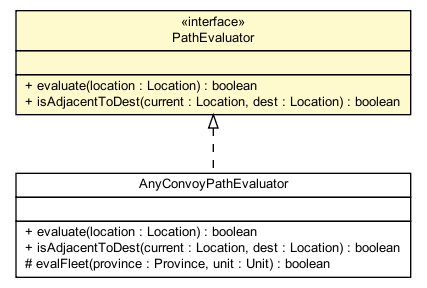 «interface»
PathEvaluator
+ evaluate(location : Location) : boolean
+ isAdjacentToDest(current : Location, dest : Location) : boolean
AnyConvoyPathEvaluator
+ evaluate(location : Location) : boolean
+ isAdjacentToDest(current : Location, dest : Location) : boolean
# evalFleet(province : Province, unit : Unit) : boolean